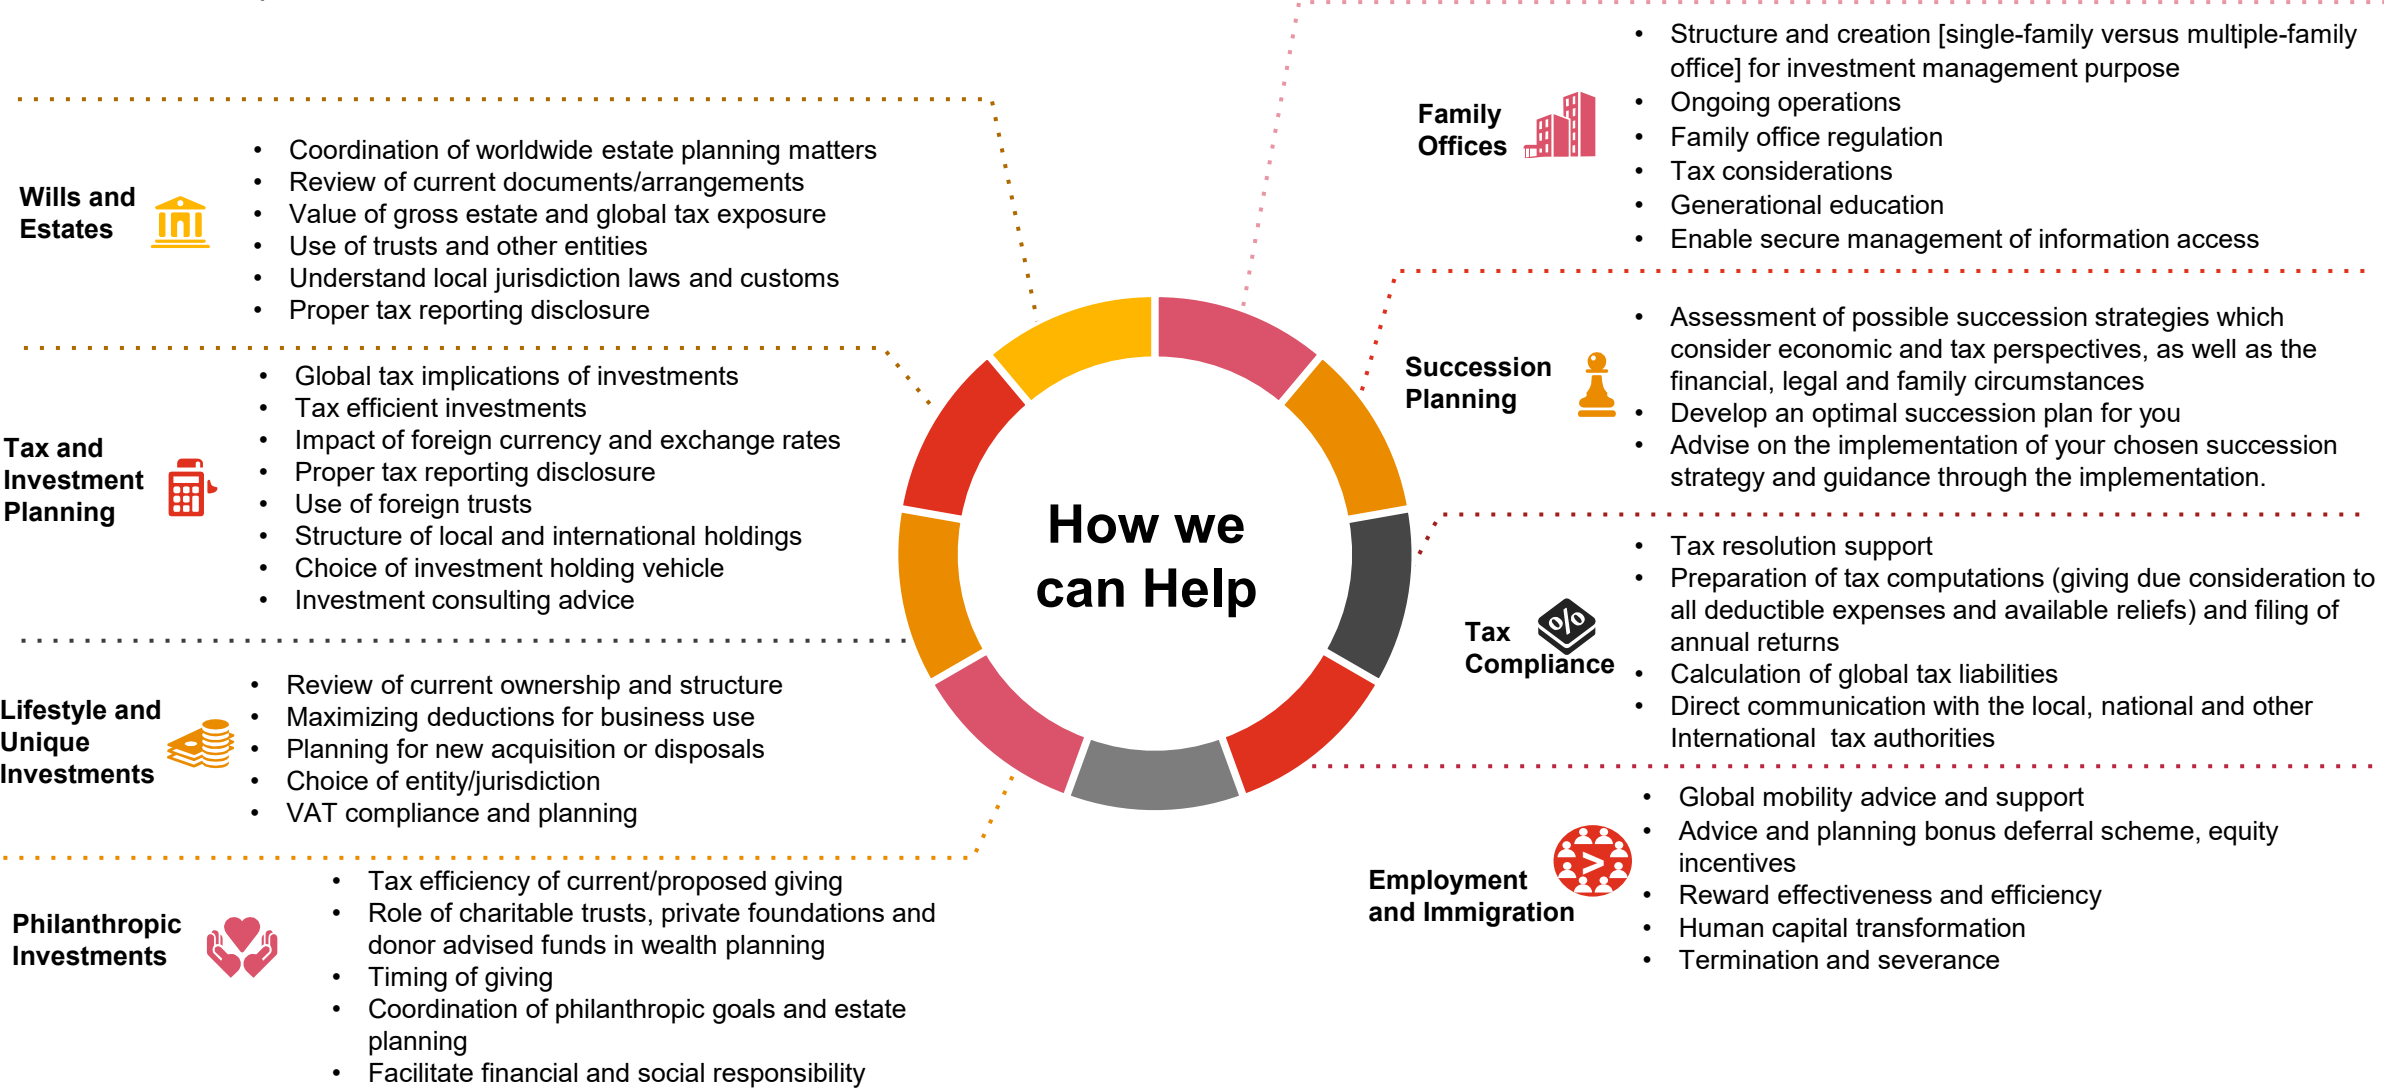 Wills and
Estates
• Coordination of worldwide estate planning matters
• Review of current documents/arrangements
• Value of gross estate and global tax exposure
• Use of trusts and other entities
• Understand local jurisdiction laws and customs
• Proper tax reporting disclosure
Tax and
Investment
Planning
• Global tax implications of investments
• Tax efficient investments
• Impact of foreign currency and exchange rates
• Proper tax reporting disclosure
• Use of foreign trusts
• Structure of local and international holdings
• Choice of investment holding vehicle
• Investment consulting advice
Lifestyle and
Unique
Investments
• Review of current ownership and structure
• Maximizing deductions for business use
• Planning for new acquisition or disposals
• Choice of entity/jurisdiction
• VAT compliance and planning
Philanthropic
Investments
• Tax efficiency of current/proposed giving
• Role of charitable trusts, private foundations and
donor advised funds in wealth planning
• Timing of giving
• Coordination of philanthropic goals and estate
planning
• Facilitate financial and social responsibility
How we
can Help
Family
Offices
• Structure and creation [single-family versus multiple-family
office] for investment management purpose
• Ongoing operations
• Family office regulation
• Tax considerations
• Generational education
• Enable secure management of information access
Succession
Planning
• Assessment of possible succession strategies which
consider economic and tax perspectives, as well as the
financial, legal and family circumstances
• Develop an optimal succession plan for you
• Advise on the implementation of your chosen succession
strategy and guidance through the implementation.
Tax
Compliance
%
• Tax resolution support
• Preparation of tax computations (giving due consideration to
all deductible expenses and available reliefs) and filing of
annual returns
• Calculation of global tax liabilities
• Direct communication with the local, national and other
International  tax authorities
Employment
and Immigration
>
• Global mobility advice and support
• Advice and planning bonus deferral scheme, equity
incentives
• Reward effectiveness and efficiency
• Human capital transformation
• Termination and severance